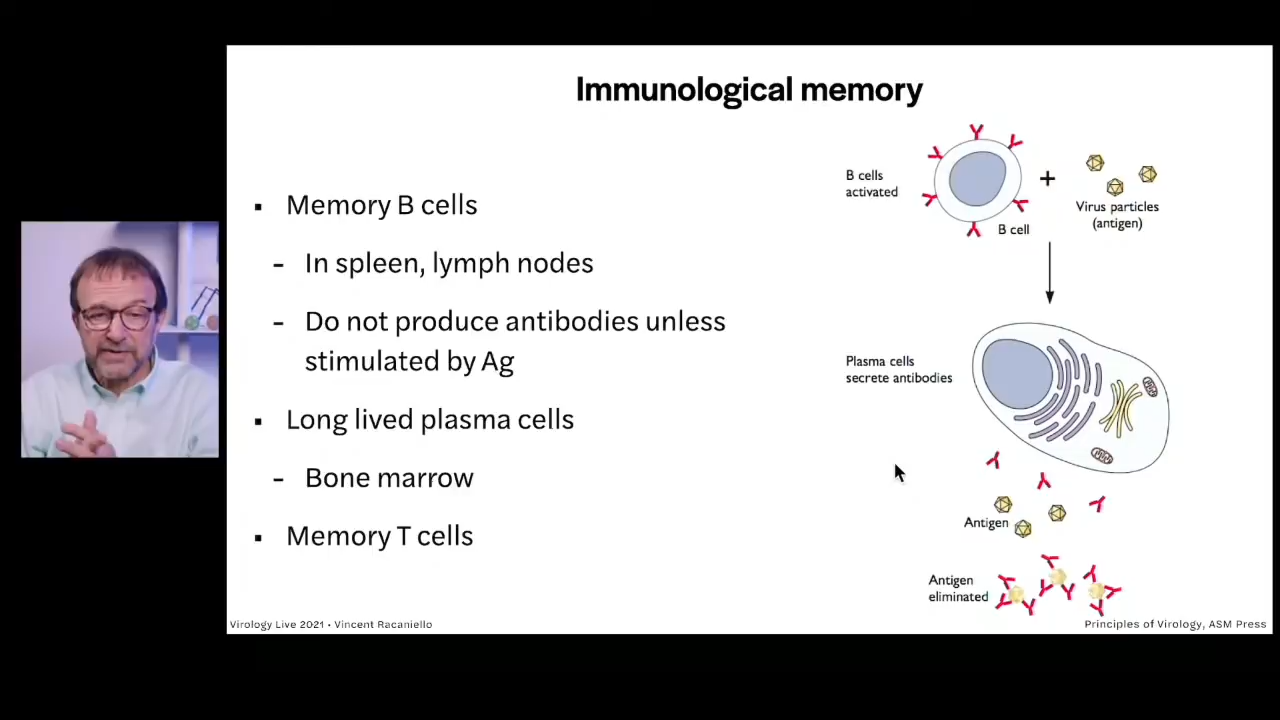 Immunological memory
▪ Memory B cells
- In spleen, lymph nodes
- Do not produce antibodies unless
stimulated by Ag
▪ Long lived plasma cells
- Bone marrow
▪ Memory T cells
B cells
activated
+
Virus particles
(antigen)
B cell
Plasma cells
secrete antibodies
Antigen
Antigen
eliminated
Virology Live 2021 • Vincent Racaniello
Principles of Virology, ASM Press